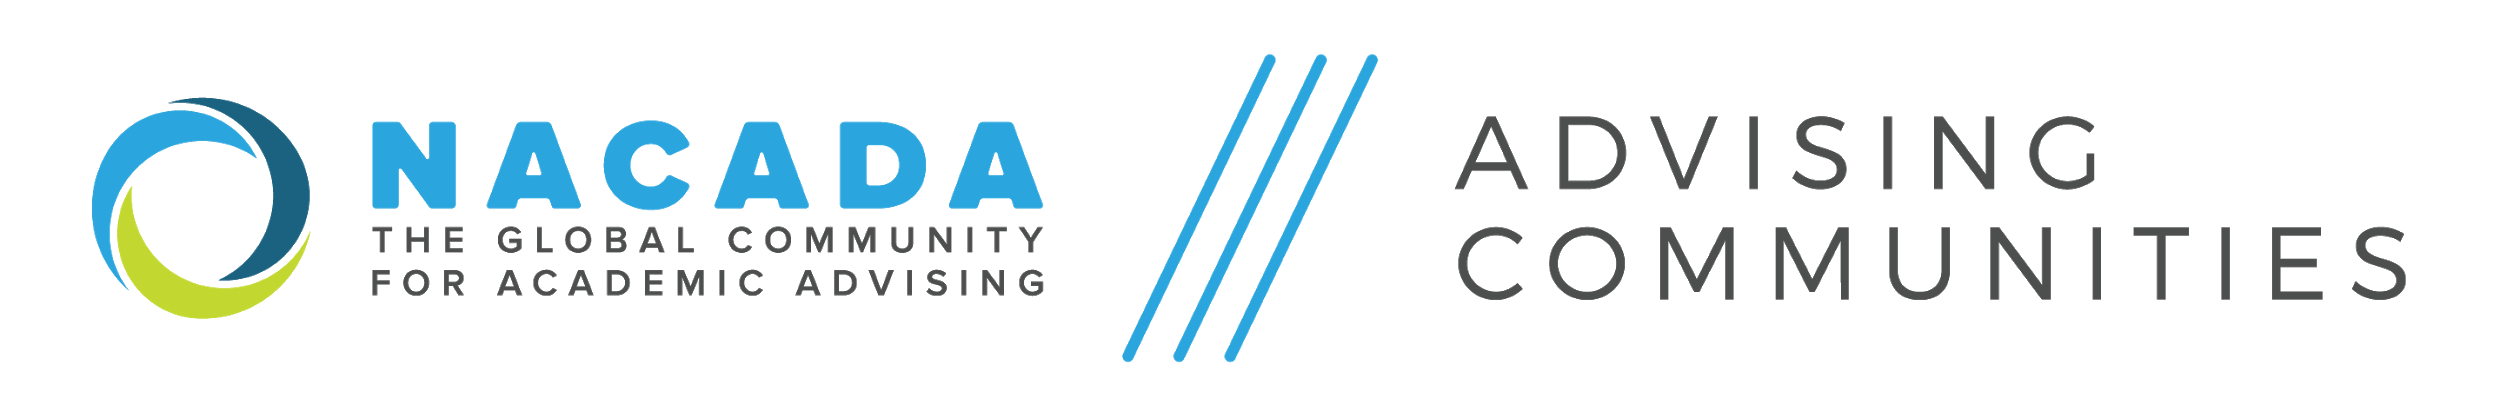 NACADA
THE GLOBAL COMMUNITY
FOR ACADEMIC ADVISING
ADVISING
COMMUNITIES